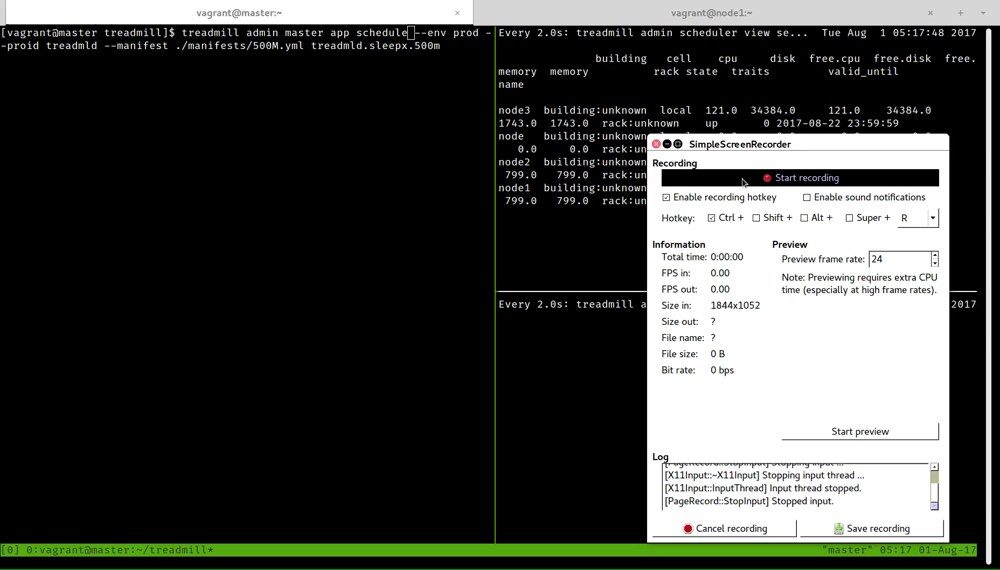 vagrant@master:~ × vagrant@node1:~ × +
[vagrant@master treadmill]$ treadmill admin master app schedule --env prod -
-proid treadmld --manifest ./manifests/500M.yml treadmld.sleepx.500m
Every 2.0s: treadmill admin scheduler view se... Tue Aug 1 05:17:48 2017
building cell cpu disk free.cpu free.disk free.
memory memory rack state traits valid_until
name
node3 building:unknown local 121.0 34384.0 121.0 34384.0
1743.0 1743.0 rack:unknown up 0 2017-08-22 23:59:59
node building:unknown
0.0 0.0 rack:un
node2 building:unknown
799.0 799.0 rack:un
node1 building:unknown
799.0 799.0 rack:un
Every 2.0s: treadmill a
2017
SimpleScreenRecorder
Recording
Start recording
Enable recording hotkey Enable sound notifications
Hotkey: Ctrl + Shift + Alt + Super + R
Information
Total time: 0:00:00
FPS in: 0.00
FPS out: 0.00
Size in: 1844x1052
Size out: ?
File name: ?
File size: 0 B
Bit rate: 0 bps
Preview
Preview frame rate: 24
Note: Previewing requires extra CPU
time (especially at high frame rates).
Start preview
Log
[PageRecord::StopInput] Stopping input ...
[X11Input::~X11Input] Stopping input thread ...
[X11Input::InputThread] Input thread stopped.
[PageRecord::StopInput] Stopped input.
Cancel recording Save recording
[0] 0:vagrant@master:~/treadmill* "master" 05:17 01-Aug-17